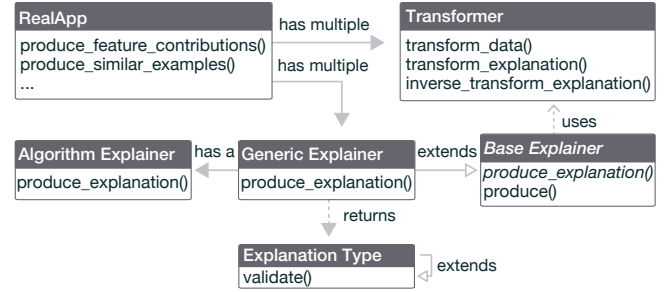 RealApp
produce_feature_contributions()
produce_similar_examples()
...
has multiple
has multiple
Transformer
transform_data()
transform_explanation()
inverse_transform_explanation()
uses
Algorithm Explainer
produce_explanation()
has a
Generic Explainer
produce_explanation()
extends
Base Explainer
produce_explanation()
produce()
returns
Explanation Type
validate()
extends